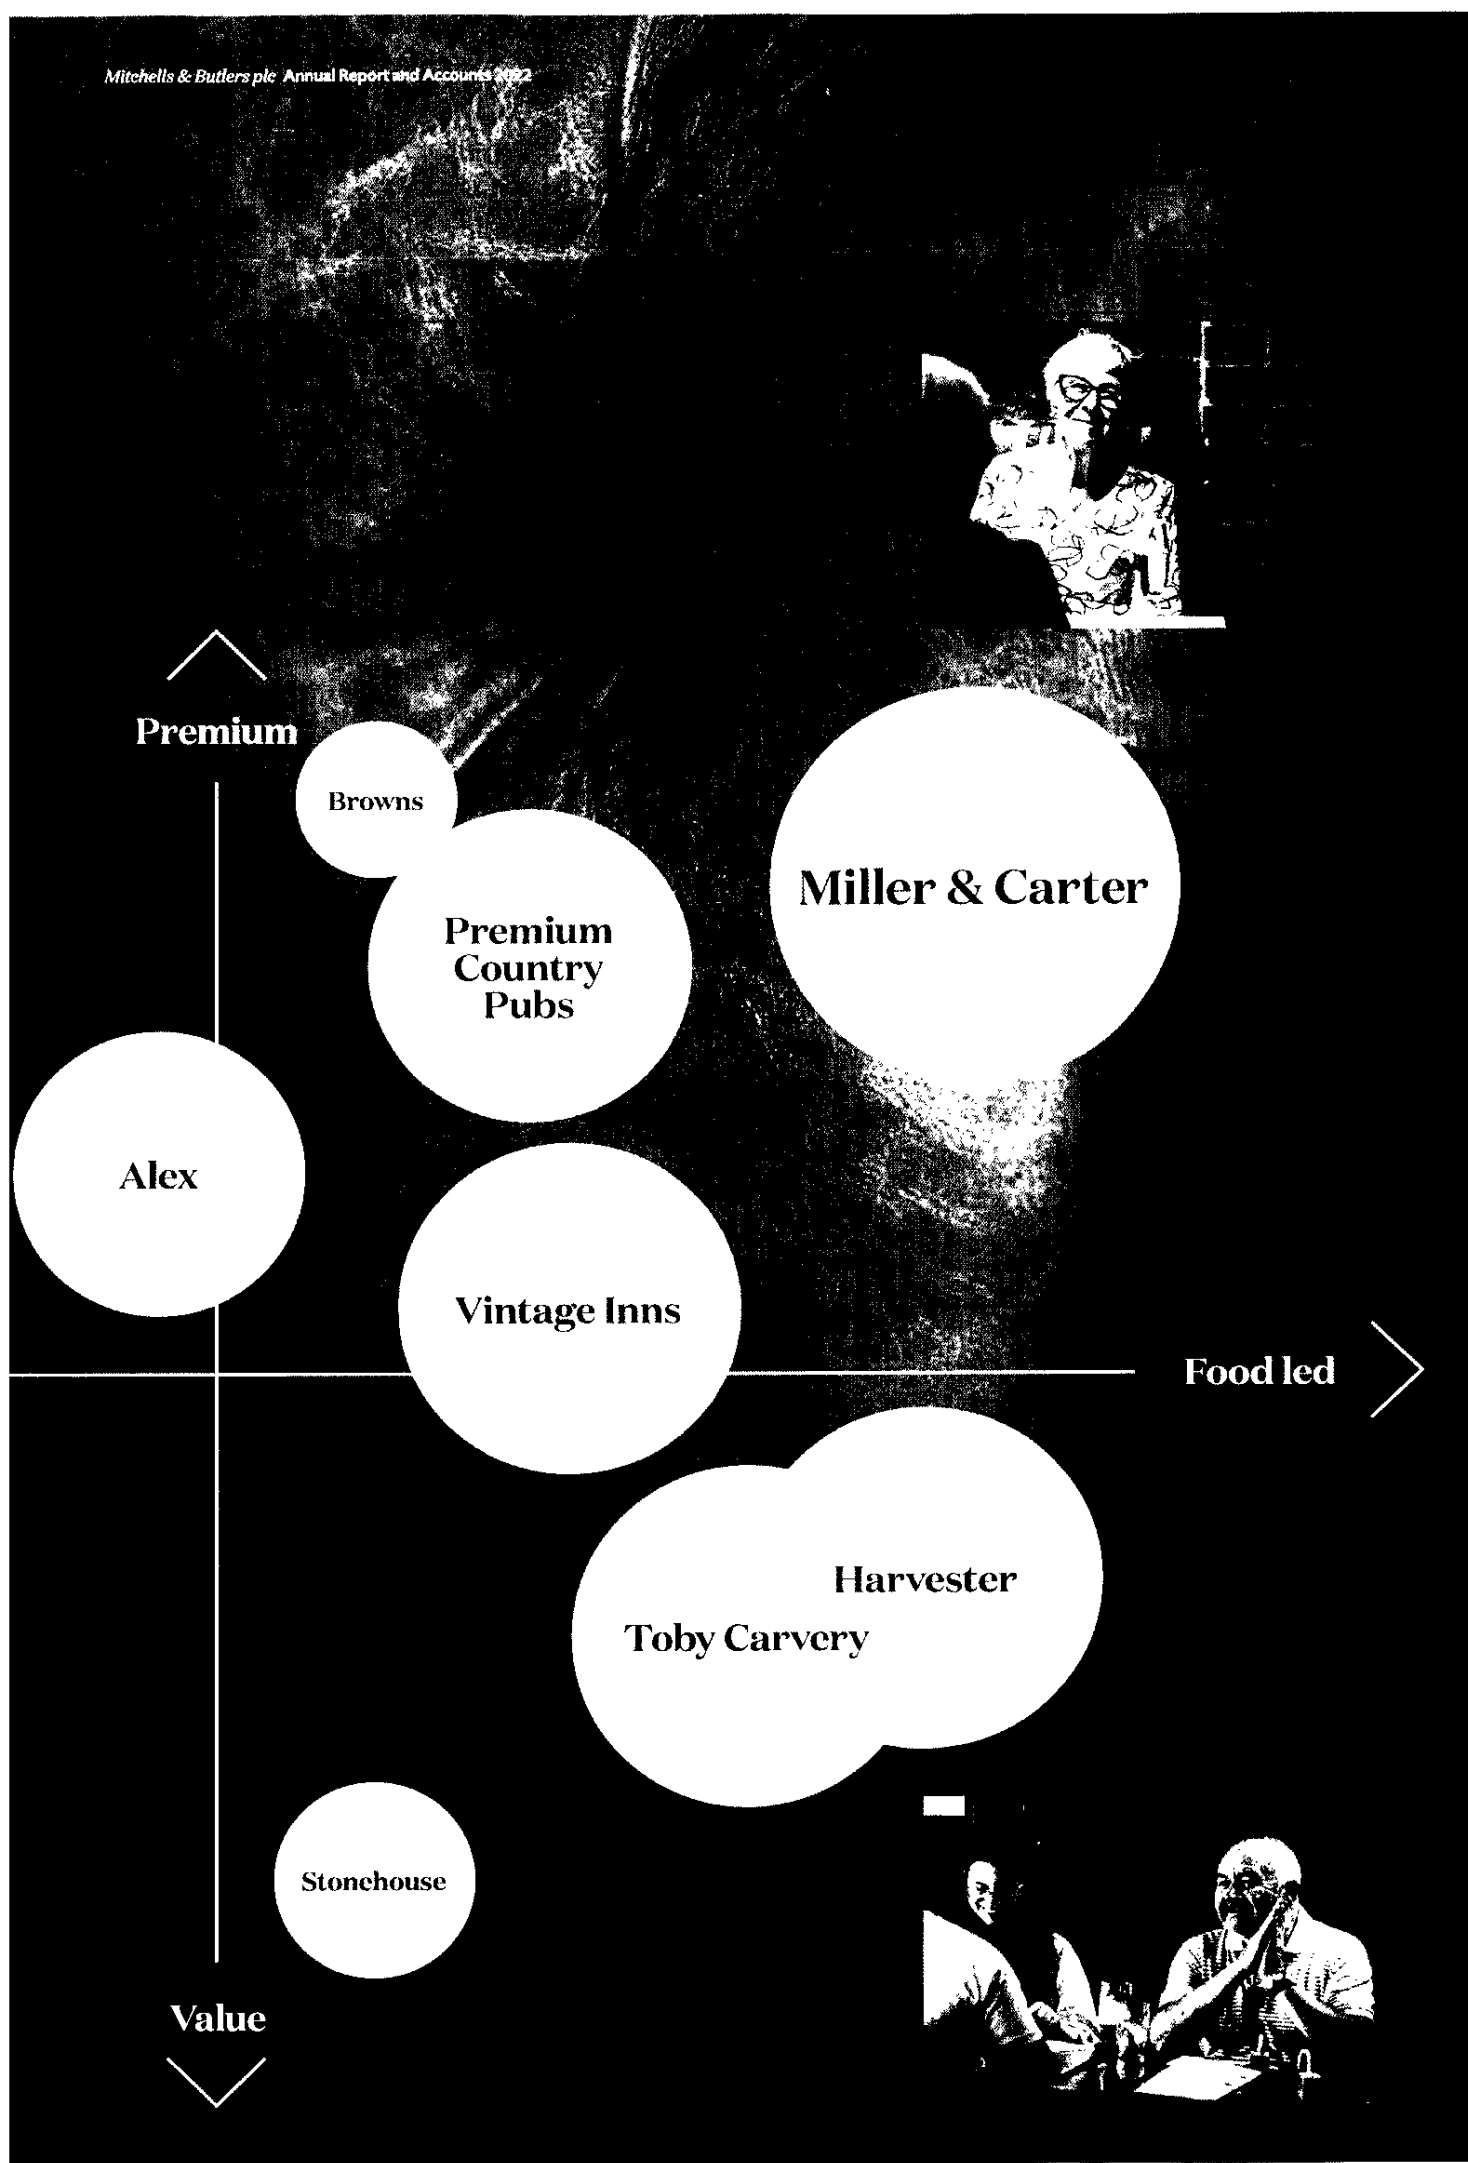 Mitchells & Butlers plc Annual Report and Accounts 2022
Premium
Browns
Miller & Carter
Premium
Country
Pubs
Alex
Vintage Inns
Food led
Harvester
Toby Carvery
Stonehouse
Value